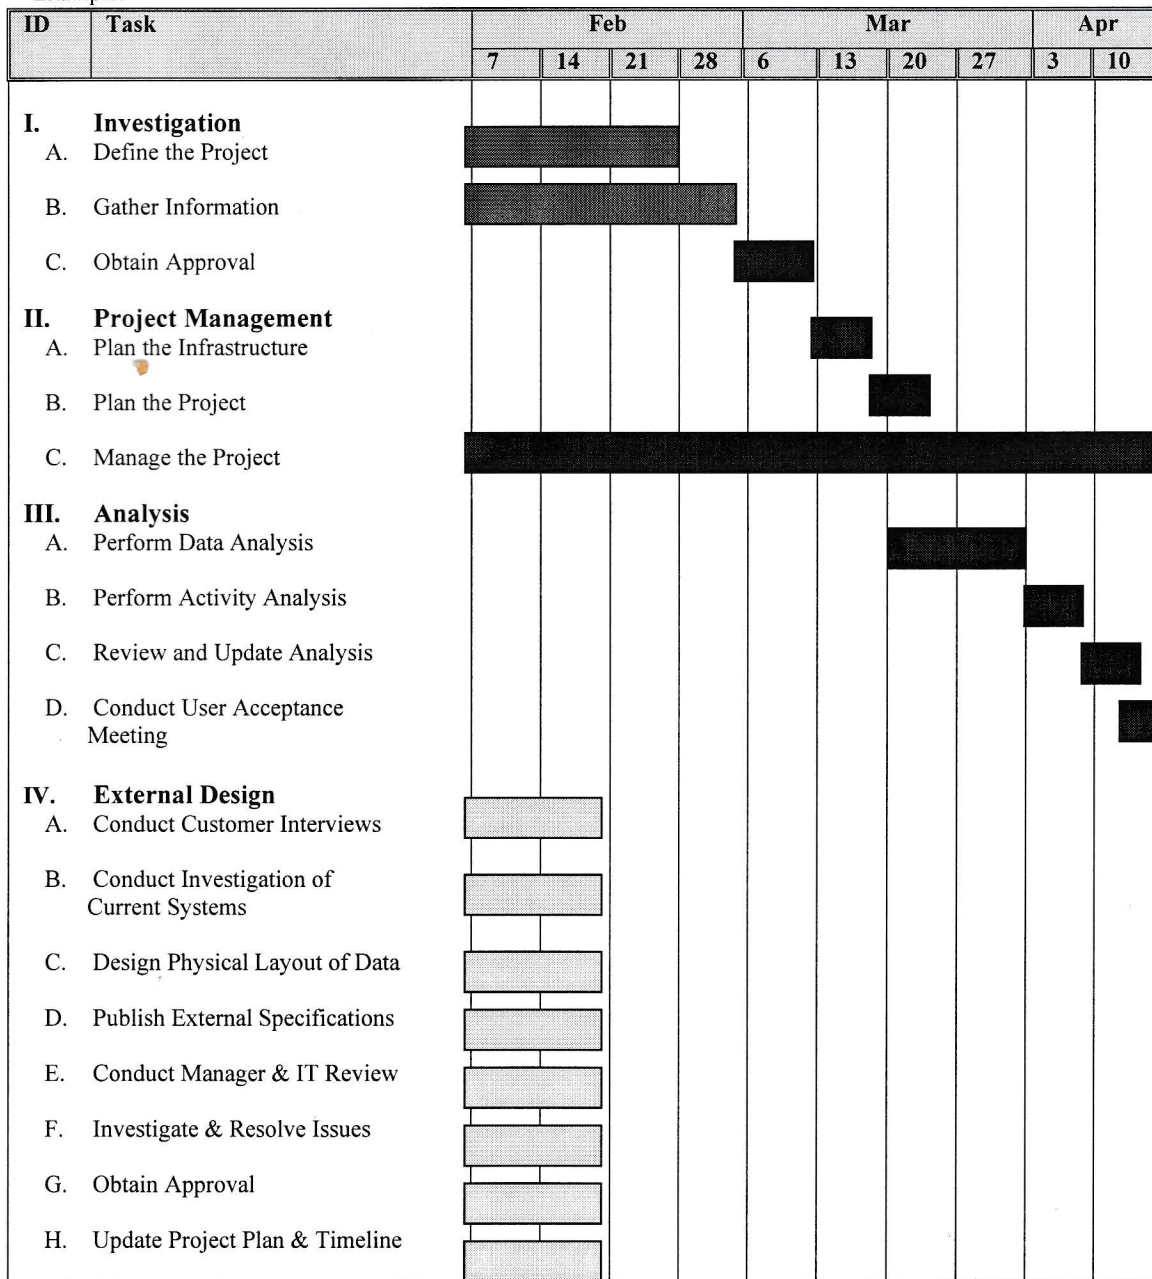 ID Task Feb Mar Apr
7 14 21 28 6 13 20 27 3 10
I. Investigation
A. Define the Project
B. Gather Information
C. Obtain Approval
II. Project Management
A. Plan the Infrastructure
B. Plan the Project
C. Manage the Project
III. Analysis
A. Perform Data Analysis
B. Perform Activity Analysis
C. Review and Update Analysis
D. Conduct User Acceptance
Meeting
IV. External Design
A. Conduct Customer Interviews
B. Conduct Investigation of
Current Systems
C. Design Physical Layout of Data
D. Publish External Specifications
E. Conduct Manager & IT Review
F. Investigate & Resolve Issues
G. Obtain Approval
H. Update Project Plan & Timeline